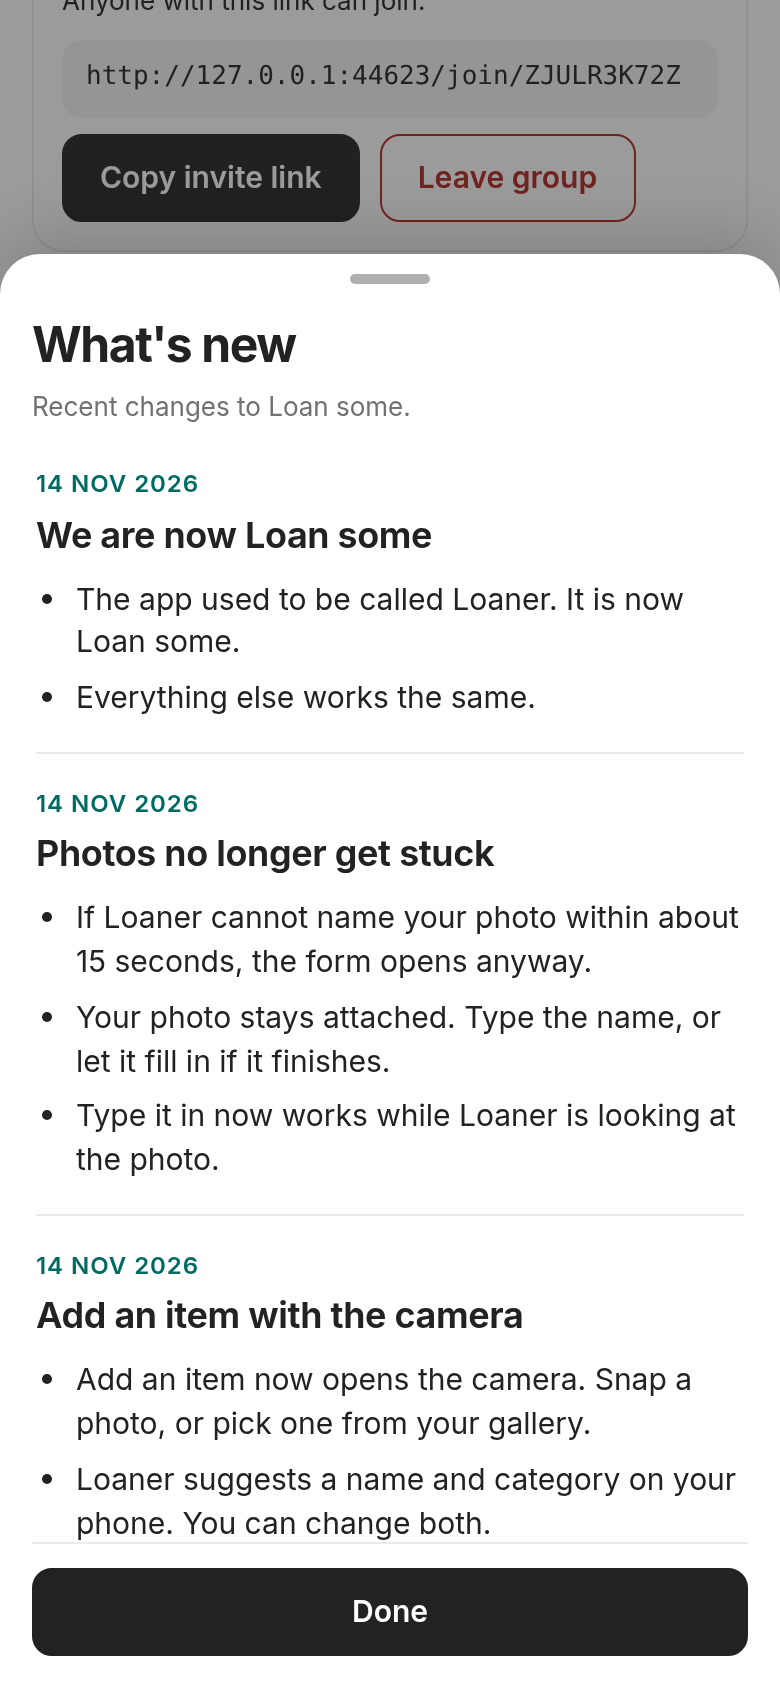 Anyone with this link can join.
http://127.0.0.1:44623/join/ZJULR3K72Z
Copy invite link
Leave group
What's new
Recent changes to Loan some.
14 NOV 2026
We are now Loan some
• The app used to be called Loaner. It is now
Loan some.
• Everything else works the same.
14 NOV 2026
Photos no longer get stuck
• If Loaner cannot name your photo within about
15 seconds, the form opens anyway.
• Your photo stays attached. Type the name, or
let it fill in if it finishes.
• Type it in now works while Loaner is looking at
the photo.
14 NOV 2026
Add an item with the camera
• Add an item now opens the camera. Snap a
photo, or pick one from your gallery.
• Loaner suggests a name and category on your
phone. You can change both.
Done